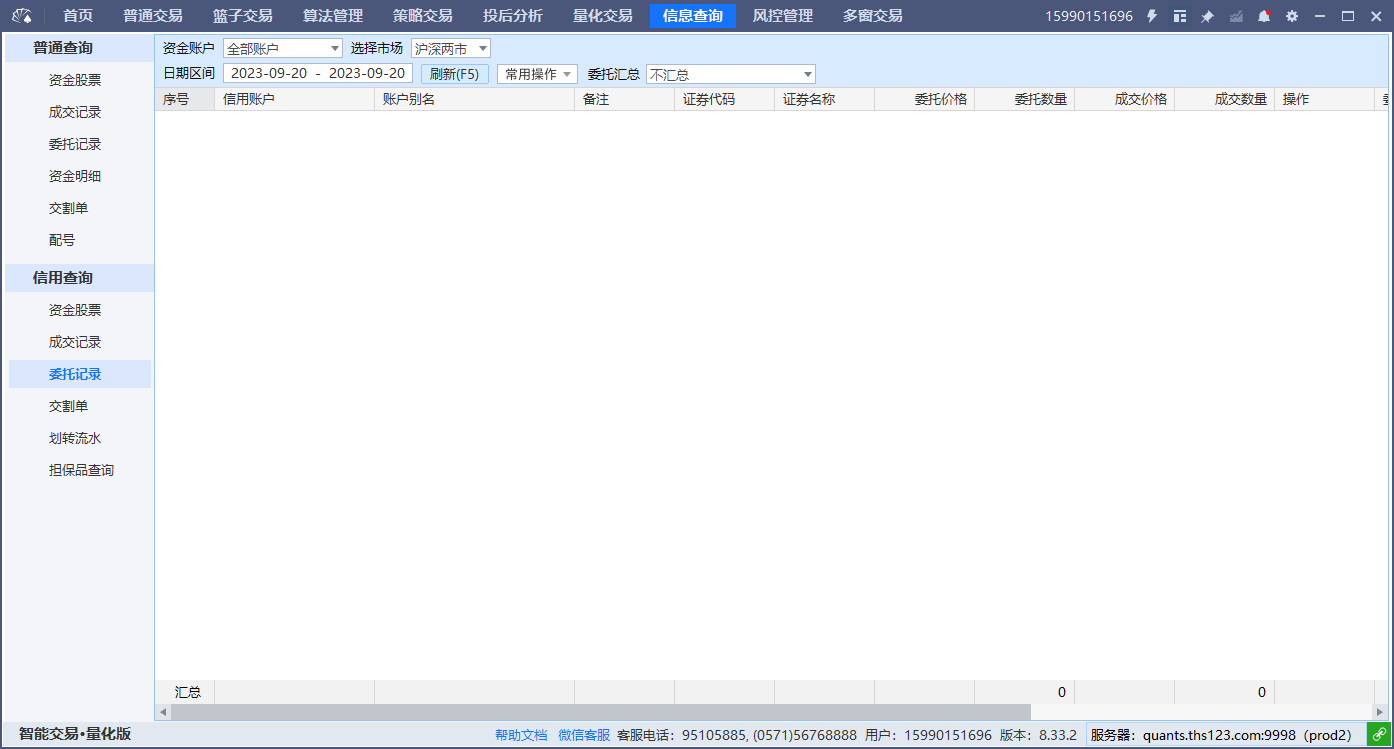 首页 普通交易 篮子交易 算法管理 策略交易 投后分析 量化交易 信息查询 风控管理 多窗交易 15990151696
普通查询
资金股票
成交记录
委托记录
资金明细
交割单
配号
信用查询
资金股票
成交记录
委托记录
交割单
划转流水
担保品查询
资金账户 全部账户 选择市场 沪深两市
日期区间 2023-09-20 - 2023-09-20 刷新(F5) 常用操作 委托汇总 不汇总
序号 信用账户 账户别名 备注 证券代码 证券名称 委托价格 委托数量 成交价格 成交数量 操作
汇总 0 0
智能交易•量化版 帮助文档 微信客服 客服电话：95105885, (0571)56768888 用户：15990151696 版本：8.33.2 服务器：quants.ths123.com:9998（prod2）